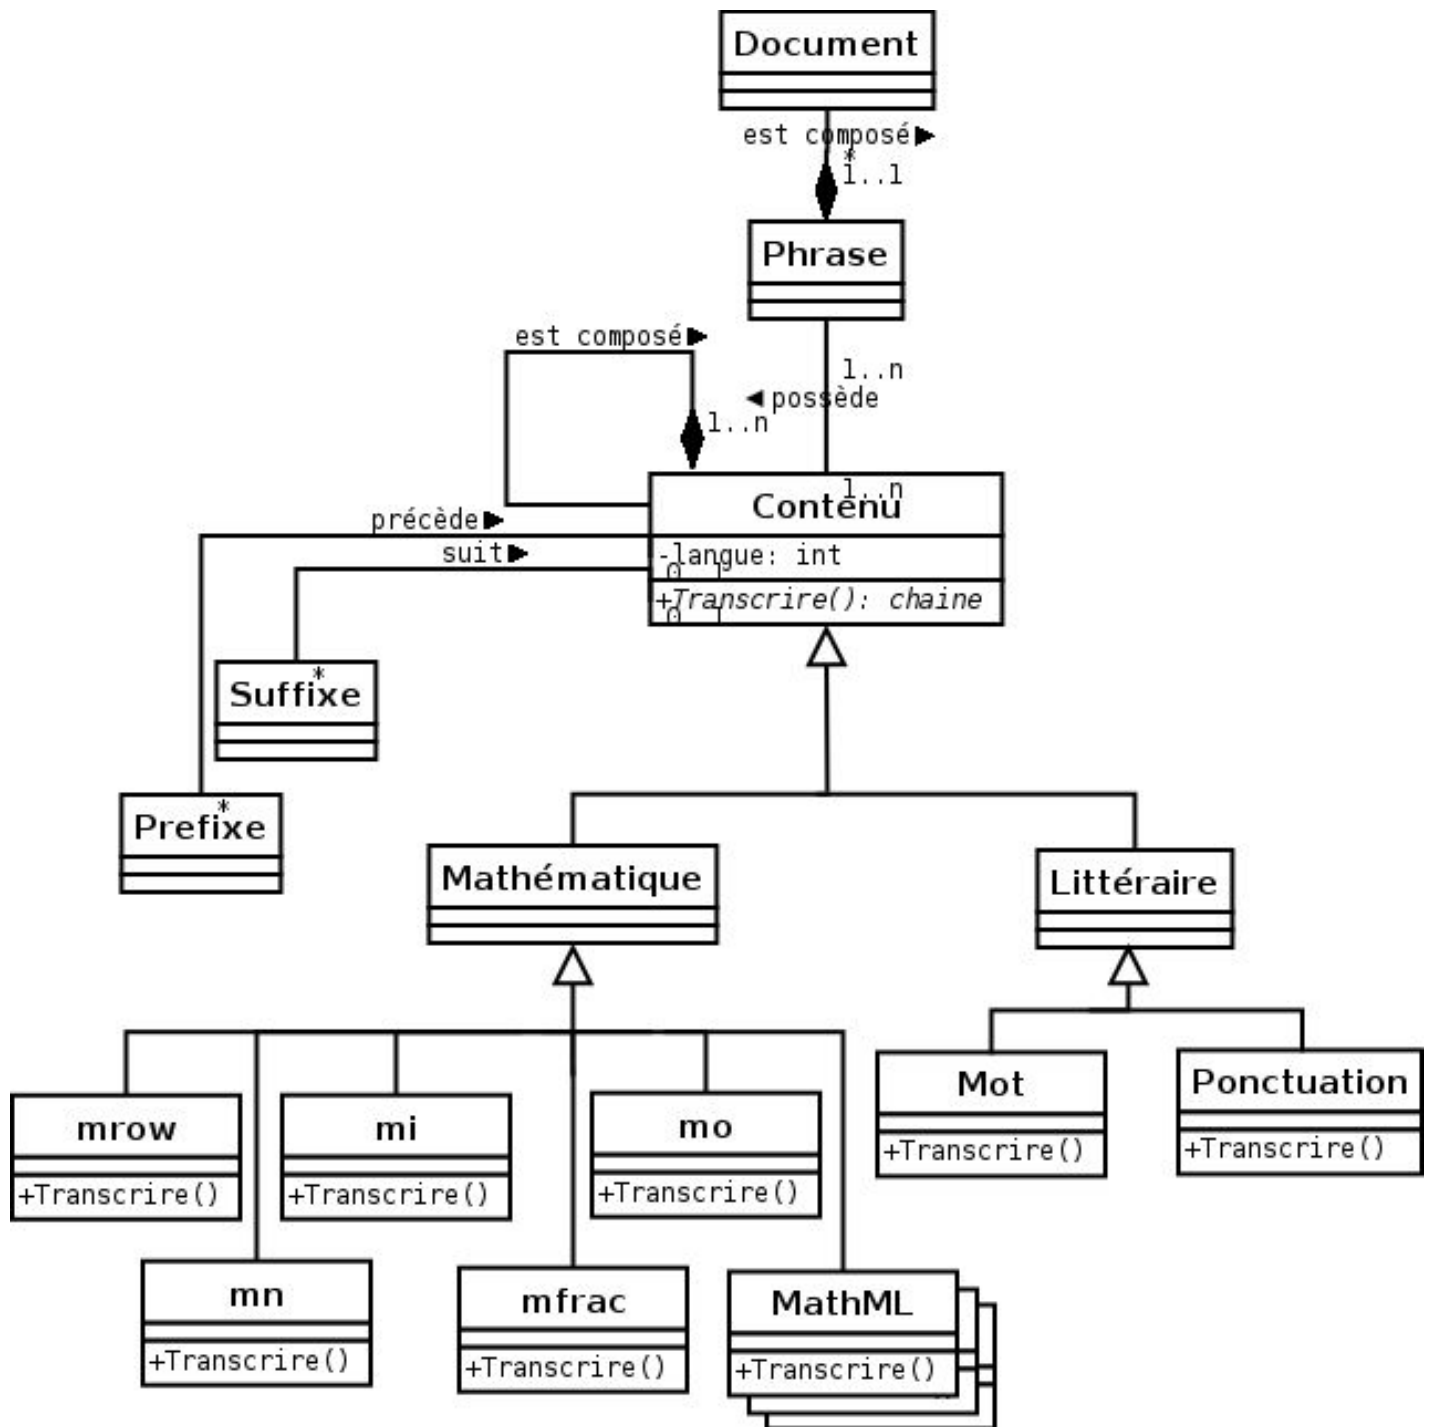 Document
est composé▶
*
1..1
Phrase
est composé▶
1..n
◀possède
1..n
1..n
Contenu
précède▶
-langue: int
suit▶
0..1
+Transcrire(): chaine
0..1
*
Suffixe
*
Prefixe
Mathématique
Littéraire
Mot
Ponctuation
+Transcrire()
+Transcrire()
mrow
mi
mo
+Transcrire()
+Transcrire()
+Transcrire()
mn
mfrac
MathML
+Transcrire()
+Transcrire()
+Transcrire()